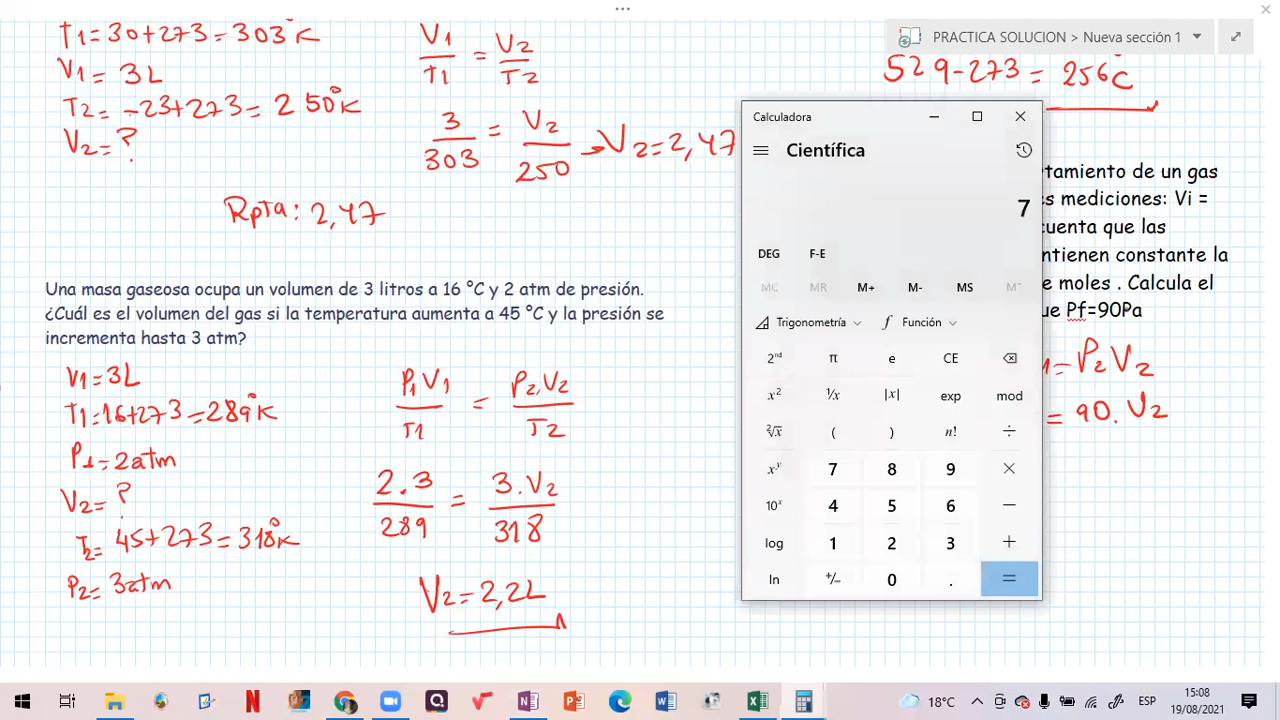 PRACTICA SOLUCION > Nueva sección 1
T1=30+273=303°K
V1= 3L
T2= -23+273= 250°K
V2= ?
V1/T1 = V2/T2
3/303 = V2/250 → V2=2,47
Rpta: 2,47
529-273= 256°C
Una masa gaseosa ocupa un volumen de 3 litros a 16 °C y 2 atm de presión.
¿Cuál es el volumen del gas si la temperatura aumenta a 45 °C y la presión se
incrementa hasta 3 atm?
V1=3L
T1=16+273=289°K
P1=2atm
V2= ?
T2= 45+273=318°K
P2= 3atm
P1V1/T1 = P2.V2/T2
2.3/289 = 3.V2/318
V2=2,2L
Calculadora
Científica
7
DEG F-E
MC MR M+ M- MS M˅
Trigonometría Función
2nd π e CE
x² ¹/x |x| exp mod
²√x ( ) n! ÷
xʸ 7 8 9 ×
10ˣ 4 5 6 −
log 1 2 3 +
ln +/− 0 . =
tamiento de un gas
s mediciones: Vi =
cuenta que las
ntienen constante la
e moles . Calcula el
ue Pf=90Pa
1= P2V2
= 90.V2
18°C ESP 15:08
19/08/2021